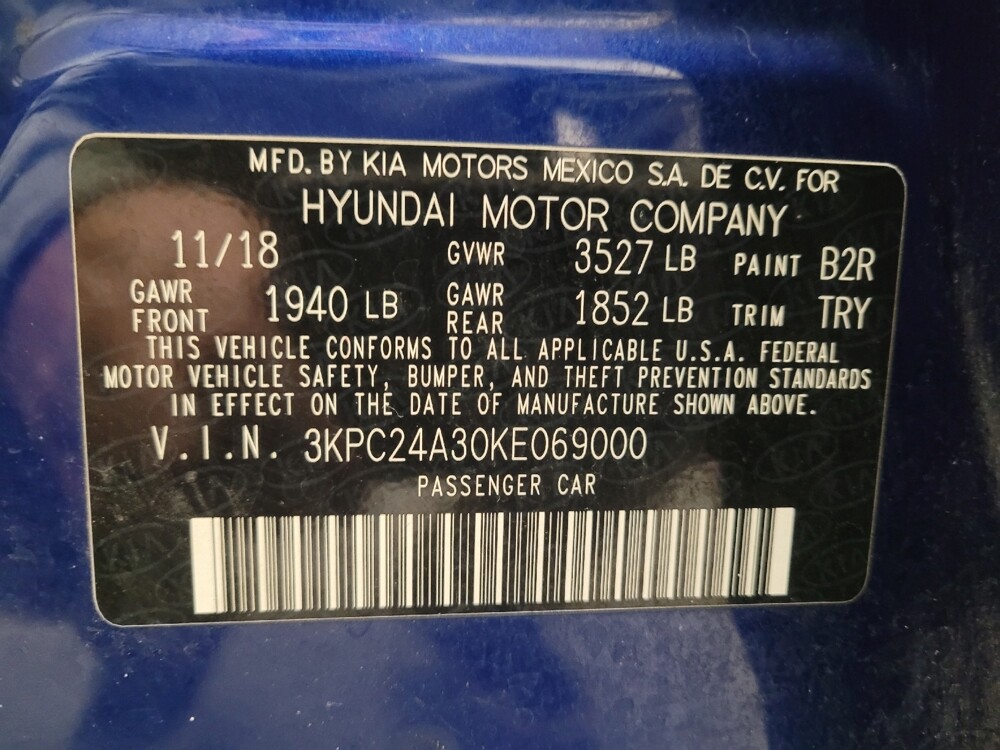 MFD. BY KIA MOTORS MEXICO S.A. DE C.V. FOR
HYUNDAI MOTOR COMPANY
11/18 GVWR 3527 LB PAINT B2R
GAWR FRONT 1940 LB GAWR REAR 1852 LB TRIM TRY
THIS VEHICLE CONFORMS TO ALL APPLICABLE U.S.A. FEDERAL
MOTOR VEHICLE SAFETY, BUMPER, AND THEFT PREVENTION STANDARDS
IN EFFECT ON THE DATE OF MANUFACTURE SHOWN ABOVE.
V.I.N. 3KPC24A30KE069000
PASSENGER CAR